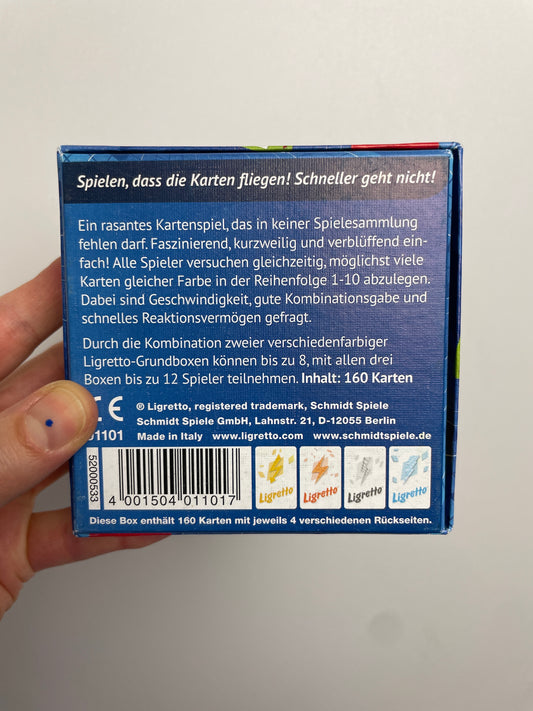 Spielen, dass die Karten fliegen! Schneller geht nicht!
Ein rasantes Kartenspiel, das in keiner Spielesammlung
fehlen darf. Faszinierend, kurzweilig und verblüffend ein-
fach! Alle Spieler versuchen gleichzeitig, möglichst viele
Karten gleicher Farbe in der Reihenfolge 1-10 abzulegen.
Dabei sind Geschwindigkeit, gute Kombinationsgabe und
schnelles Reaktionsvermögen gefragt.
Durch die Kombination zweier verschiedenfarbiger
Ligretto-Grundboxen können bis zu 8, mit allen drei
Boxen bis zu 12 Spieler teilnehmen. Inhalt: 160 Karten
CE
® Ligretto, registered trademark, Schmidt Spiele
Schmidt Spiele GmbH, Lahnstr. 21, D-12055 Berlin
01101 Made in Italy www.ligretto.com www.schmidtspiele.de
52000533
4 001504 011017
Ligretto Ligretto Ligretto Ligretto
Diese Box enthält 160 Karten mit jeweils 4 verschiedenen Rückseiten.